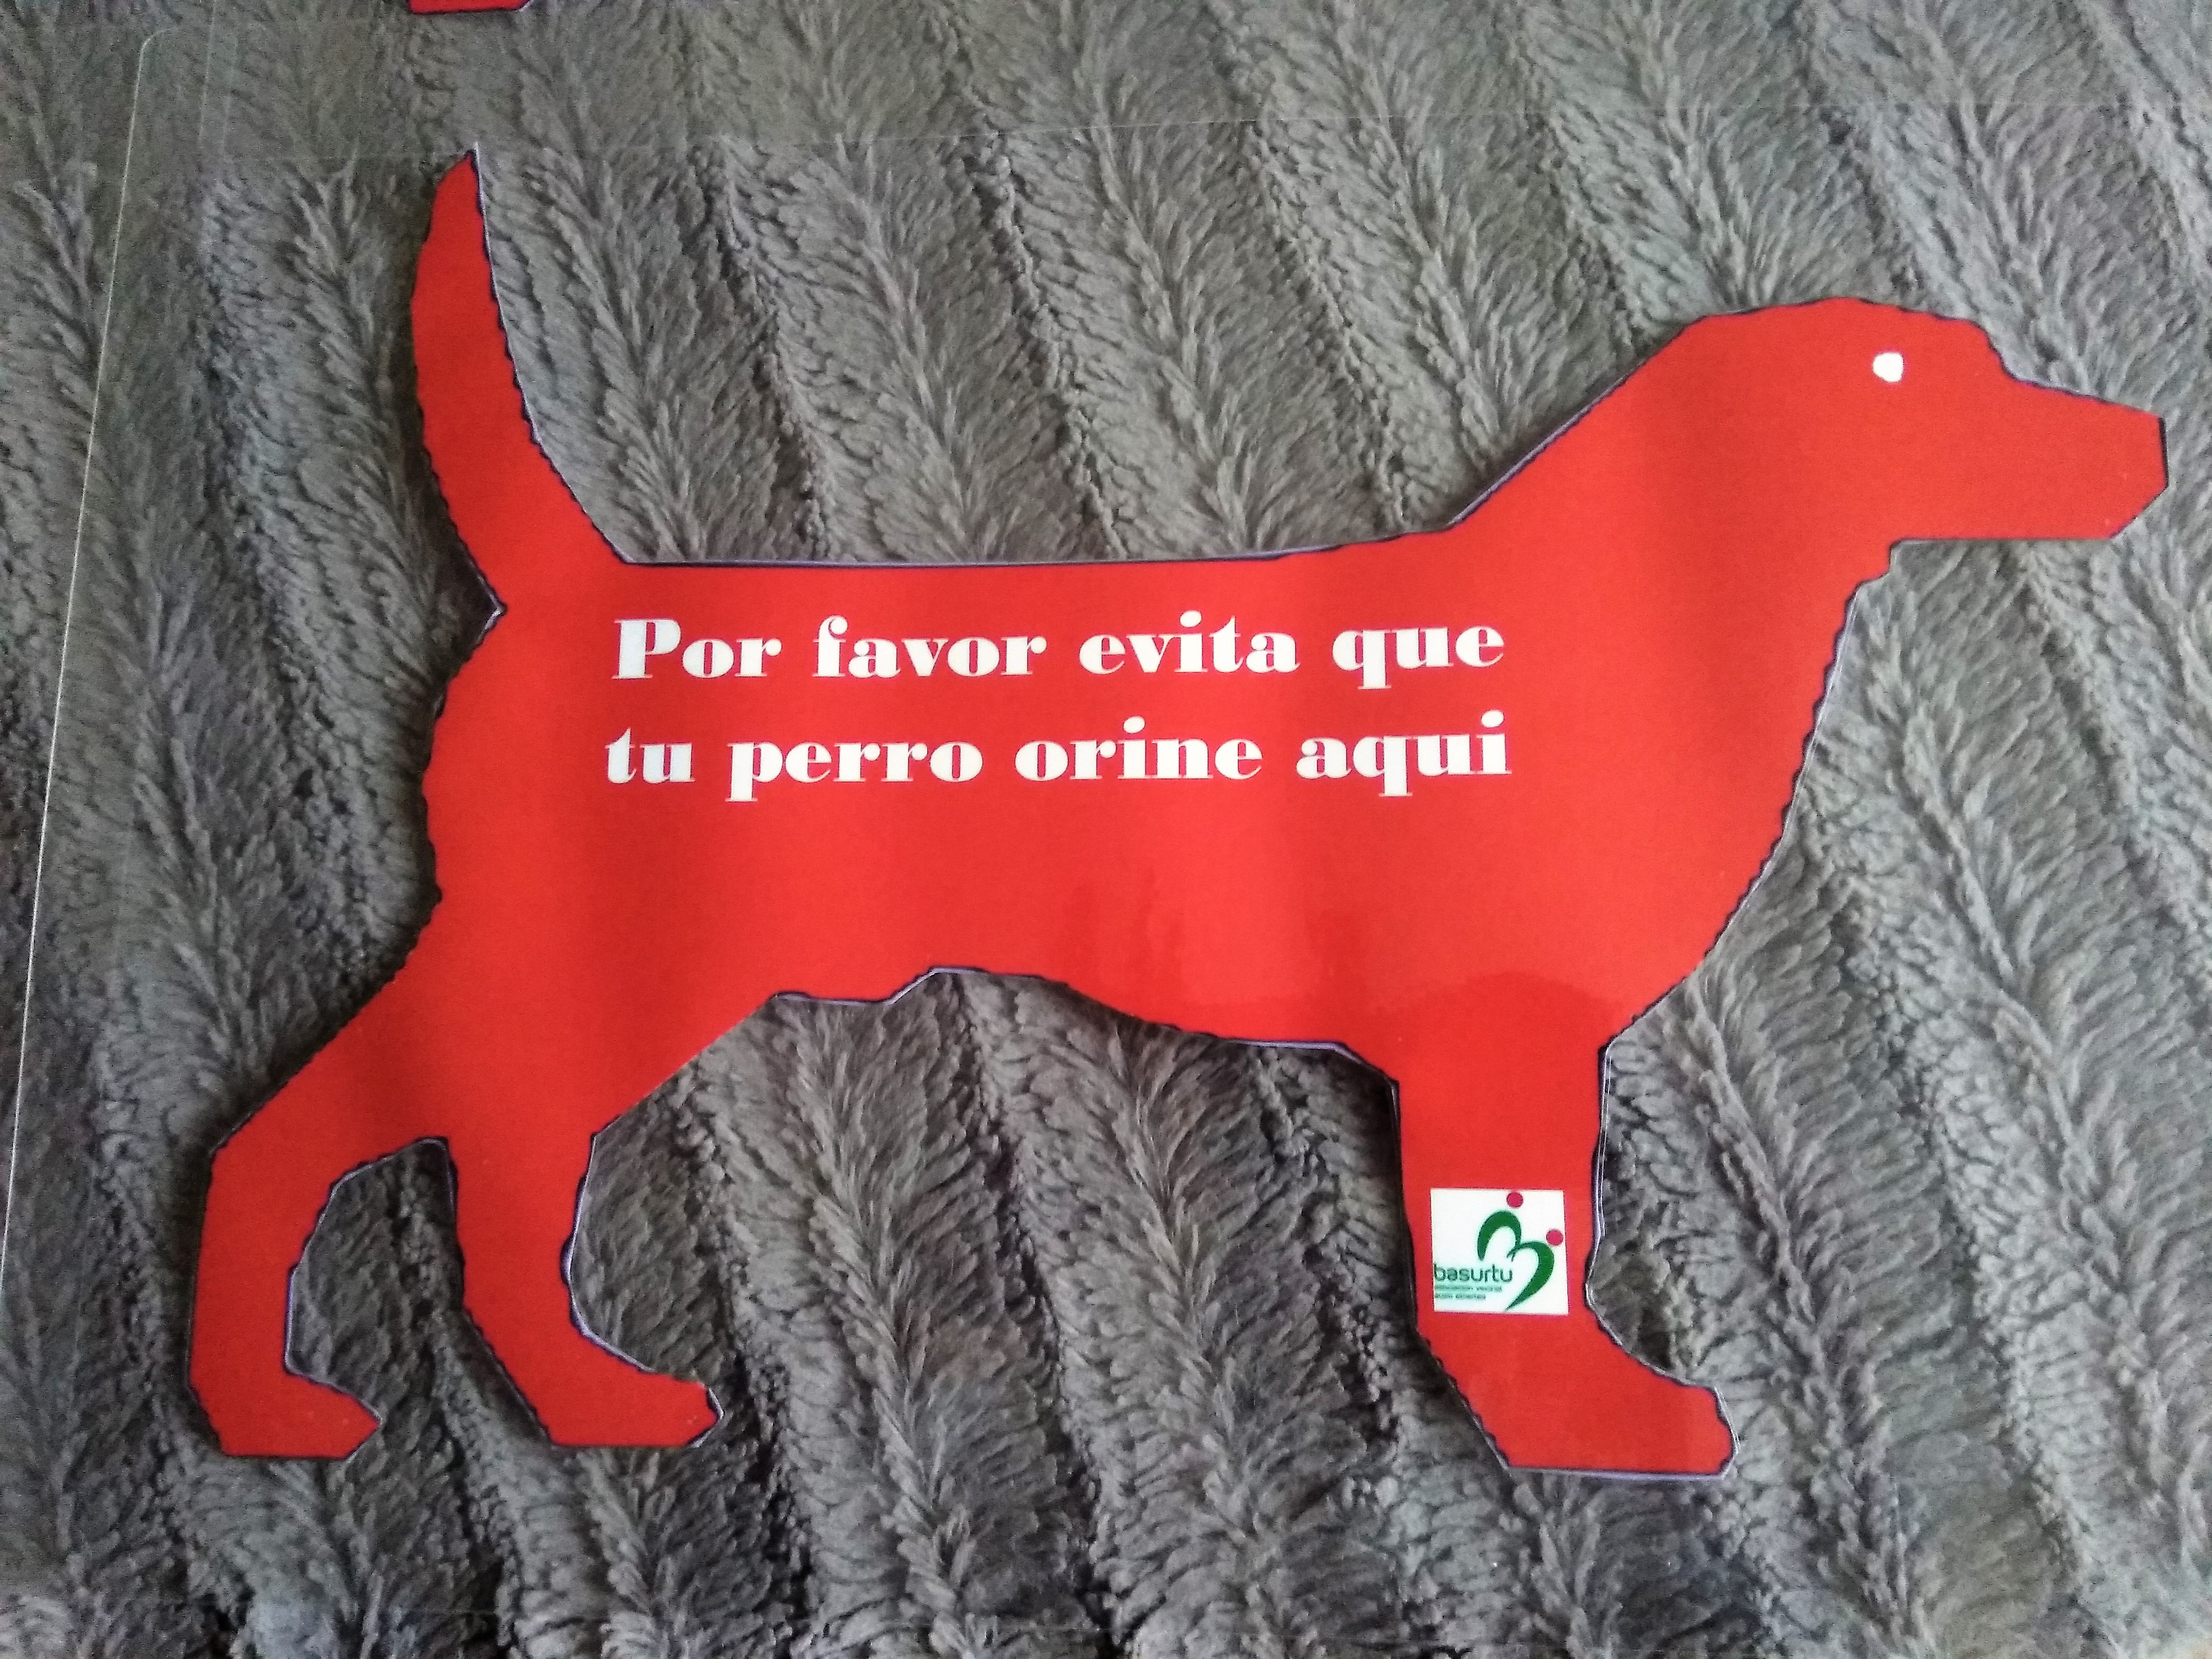 Por favor evita que
tu perro orine aqui
basurtu